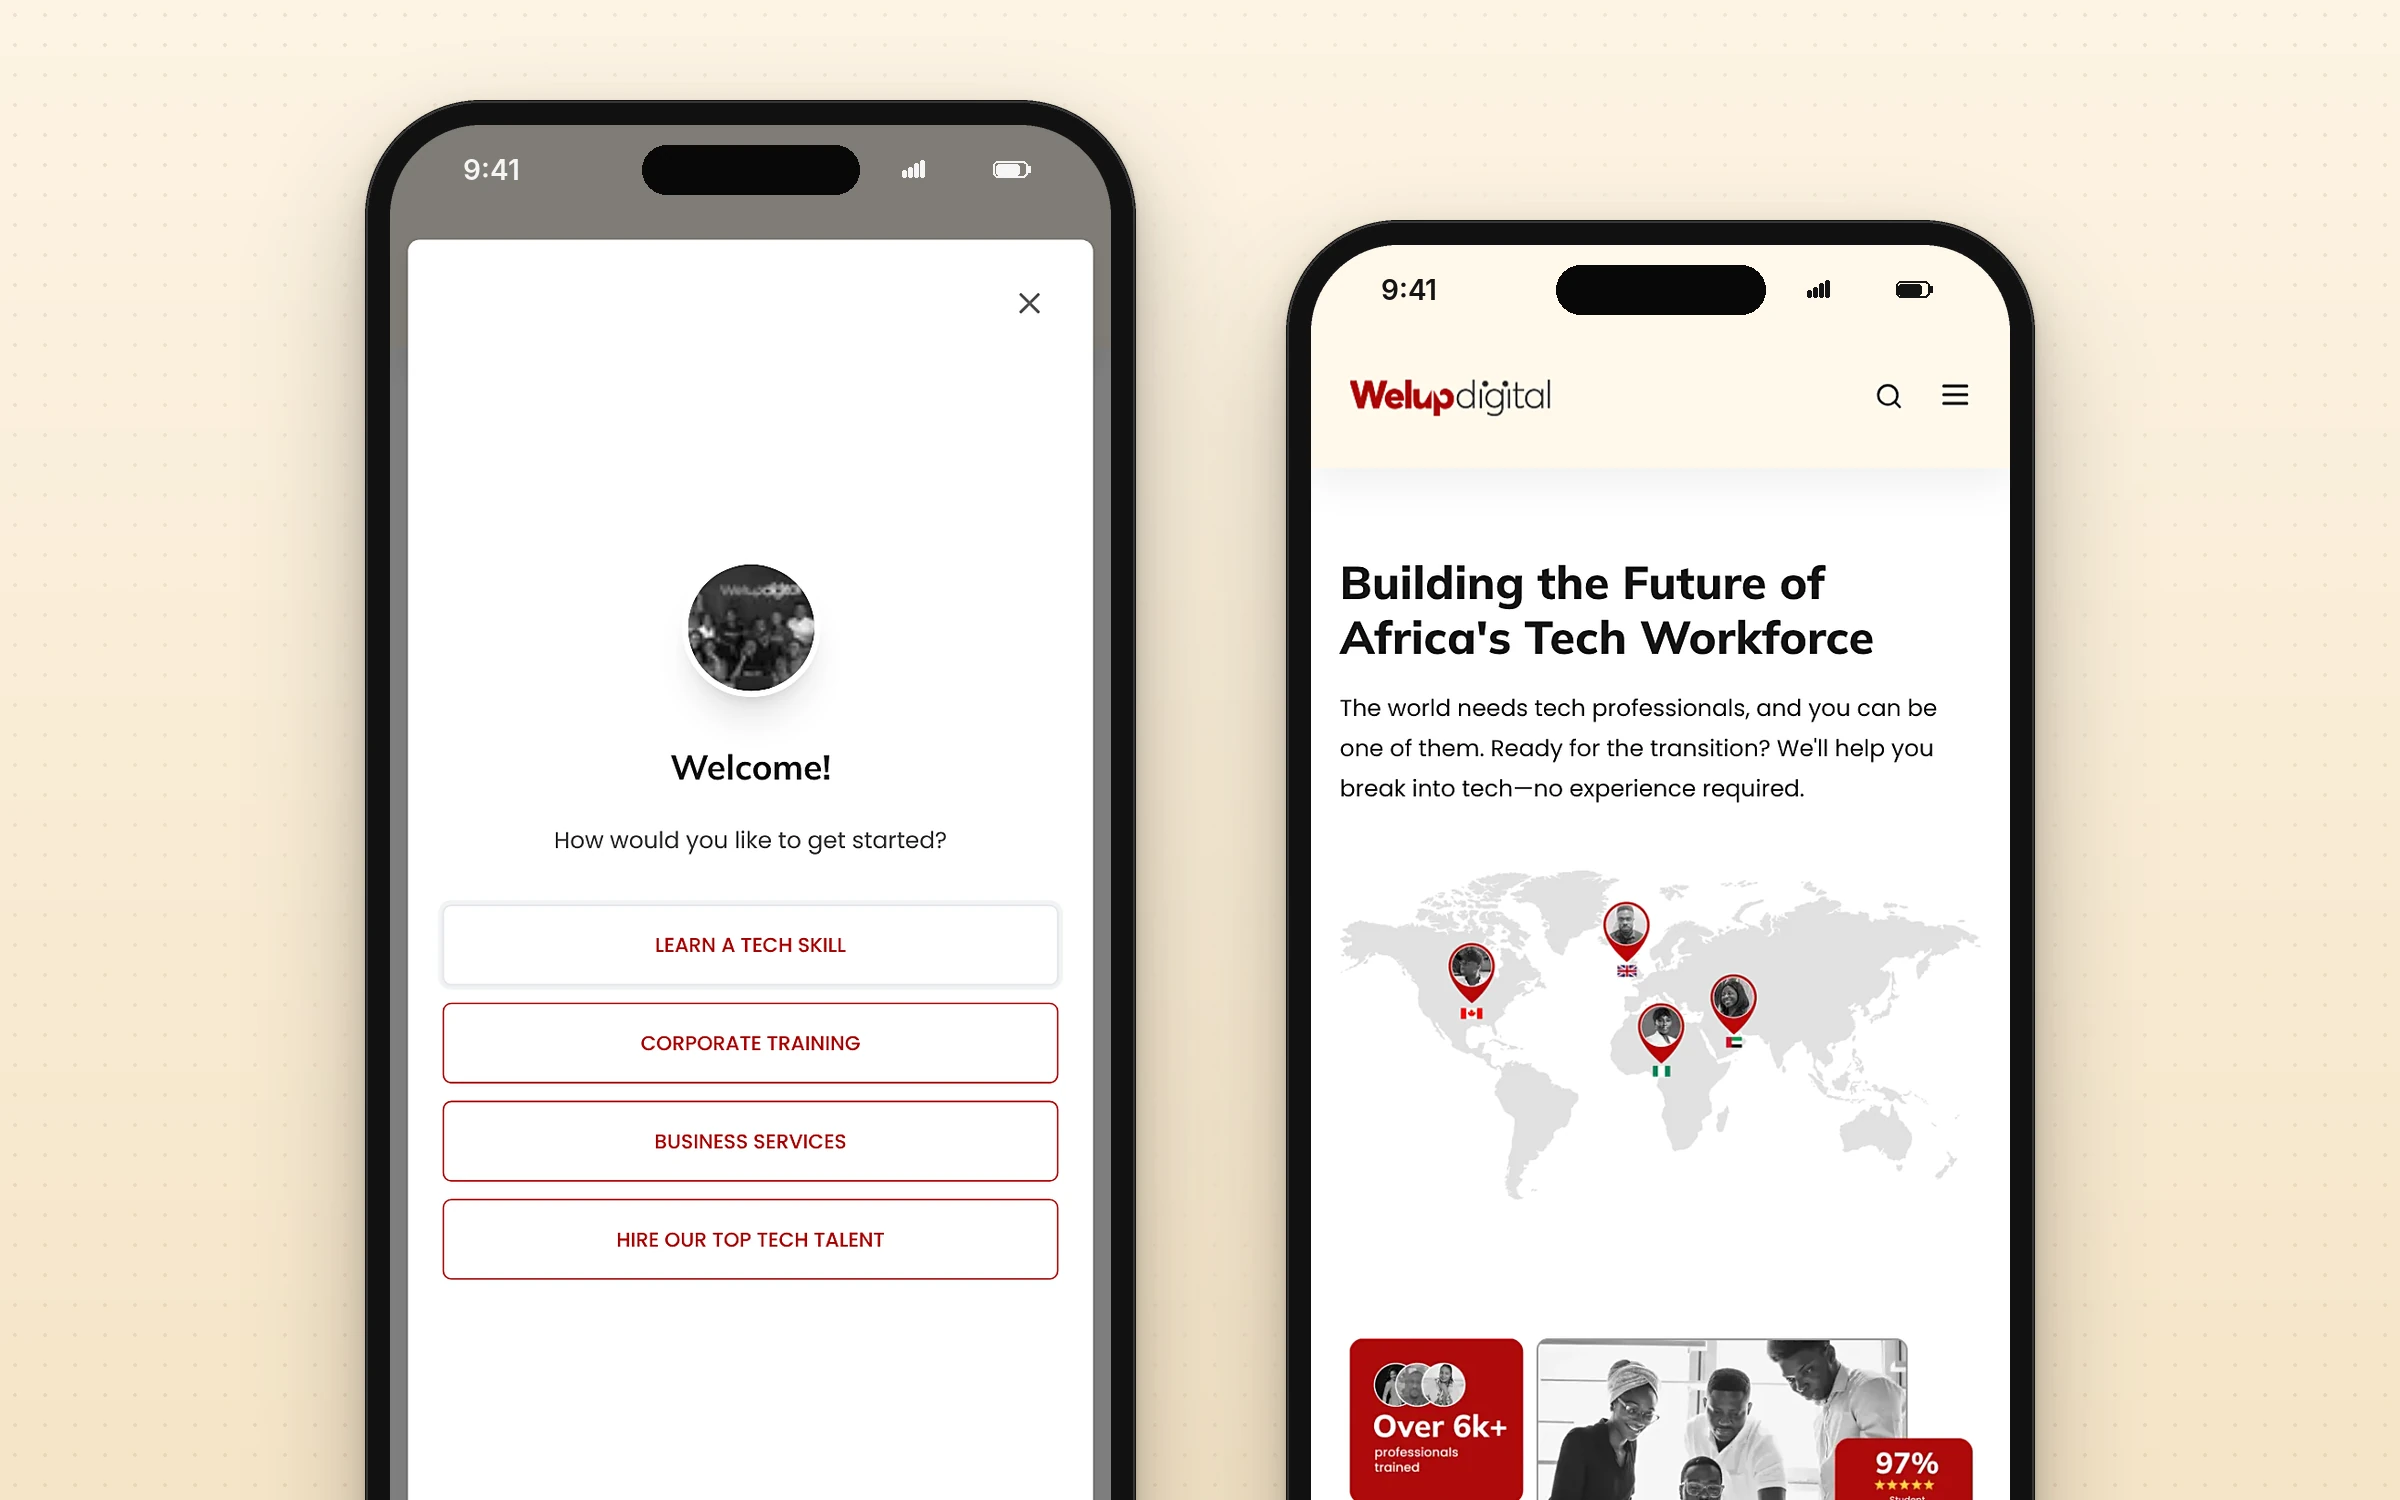 9:41
Welupdigital
Welcome!
How would you like to get started?
LEARN A TECH SKILL
CORPORATE TRAINING
BUSINESS SERVICES
HIRE OUR TOP TECH TALENT
9:41
Welupdigital
Building the Future of
Africa's Tech Workforce
The world needs tech professionals, and you can be
one of them. Ready for the transition? We'll help you
break into tech—no experience required.
Over 6k+
professionals
trained
97%
Student